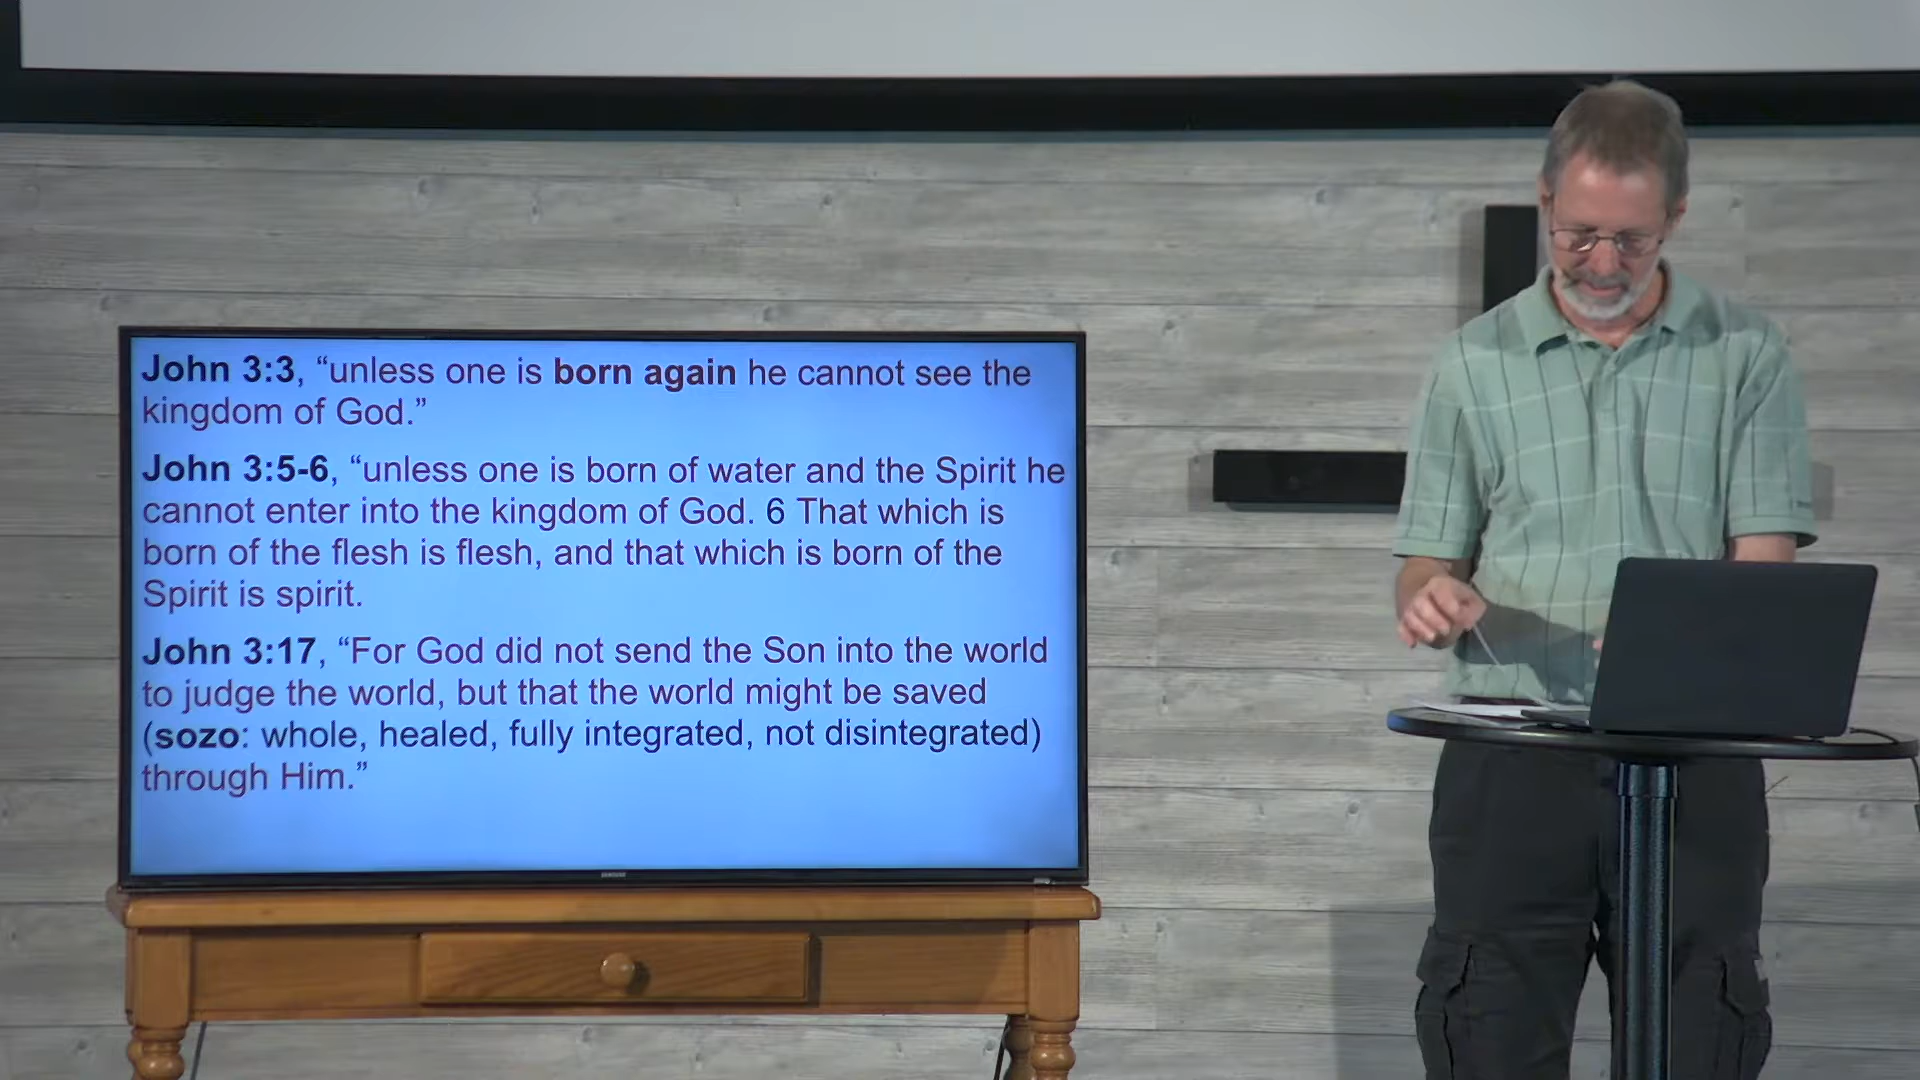 John 3:3, “unless one is born again he cannot see the
kingdom of God.”
John 3:5-6, “unless one is born of water and the Spirit he
cannot enter into the kingdom of God. 6 That which is
born of the flesh is flesh, and that which is born of the
Spirit is spirit.
John 3:17, “For God did not send the Son into the world
to judge the world, but that the world might be saved
(sozo: whole, healed, fully integrated, not disintegrated)
through Him.”
SAMSUNG